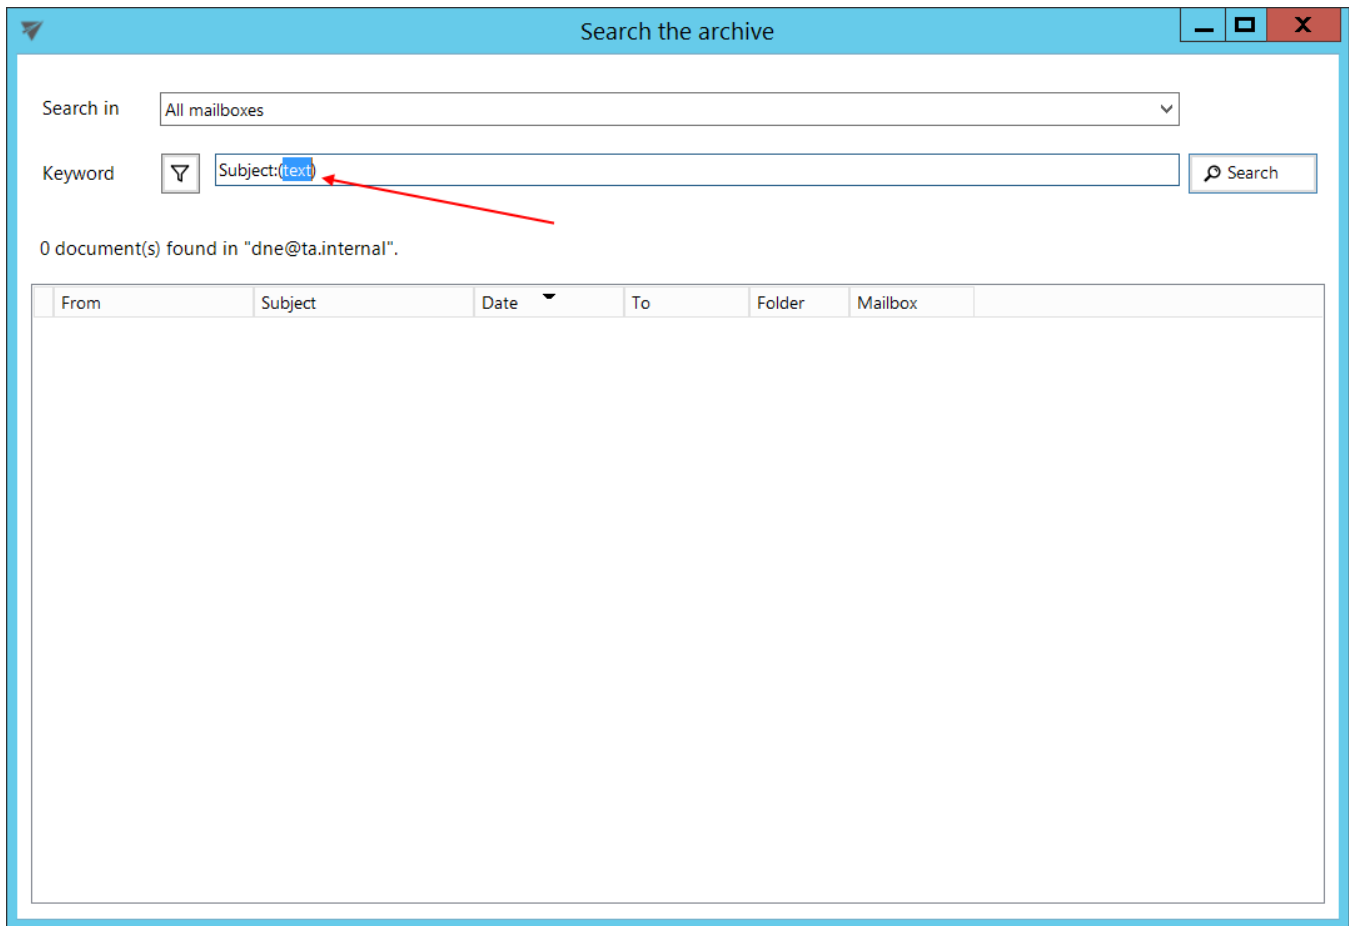 Search the archive
Search in All mailboxes
Keyword Subject:(text) Search
0 document(s) found in "dne@ta.internal".
From Subject Date To Folder Mailbox